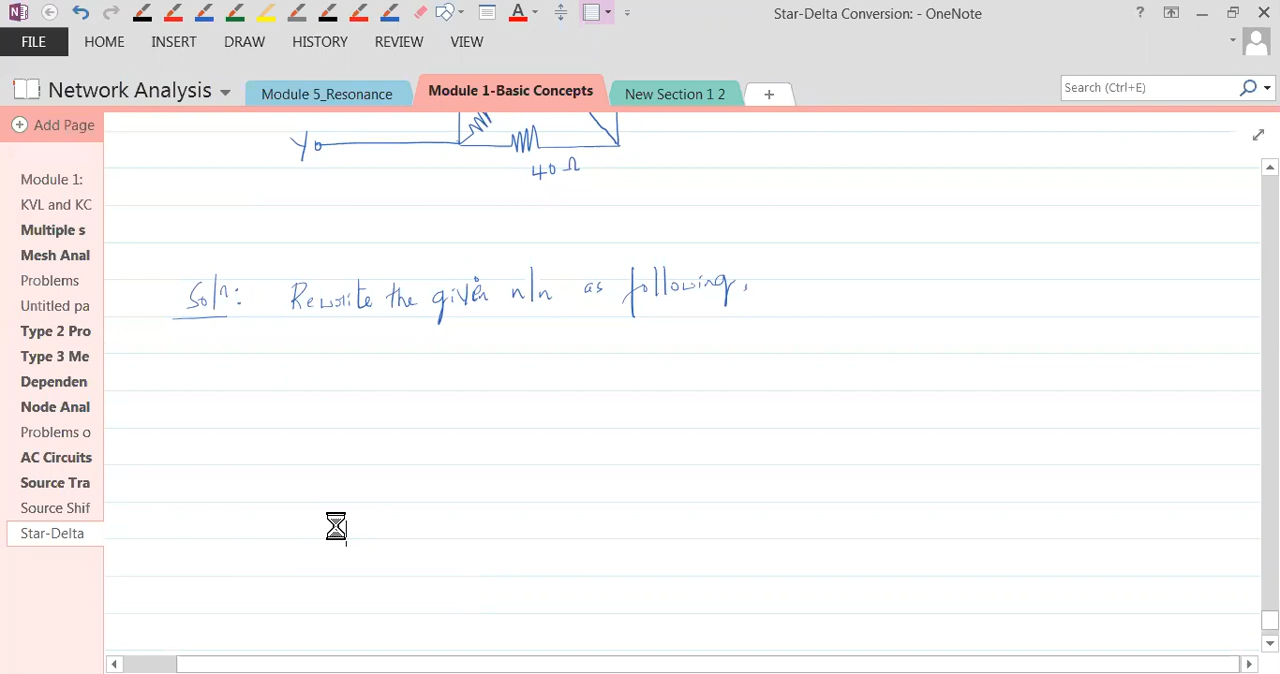 Star-Delta Conversion: - OneNote
FILE HOME INSERT DRAW HISTORY REVIEW VIEW
Network Analysis
Module 5_Resonance
Module 1-Basic Concepts
New Section 1 2
+
Search (Ctrl+E)
Add Page
Module 1:
KVL and KC
Multiple s
Mesh Anal
Problems
Untitled pa
Type 2 Pro
Type 3 Me
Dependen
Node Anal
Problems o
AC Circuits
Source Tra
Source Shif
Star-Delta
Y
40 Ω
Soln: Rewrite the given n/n as following,